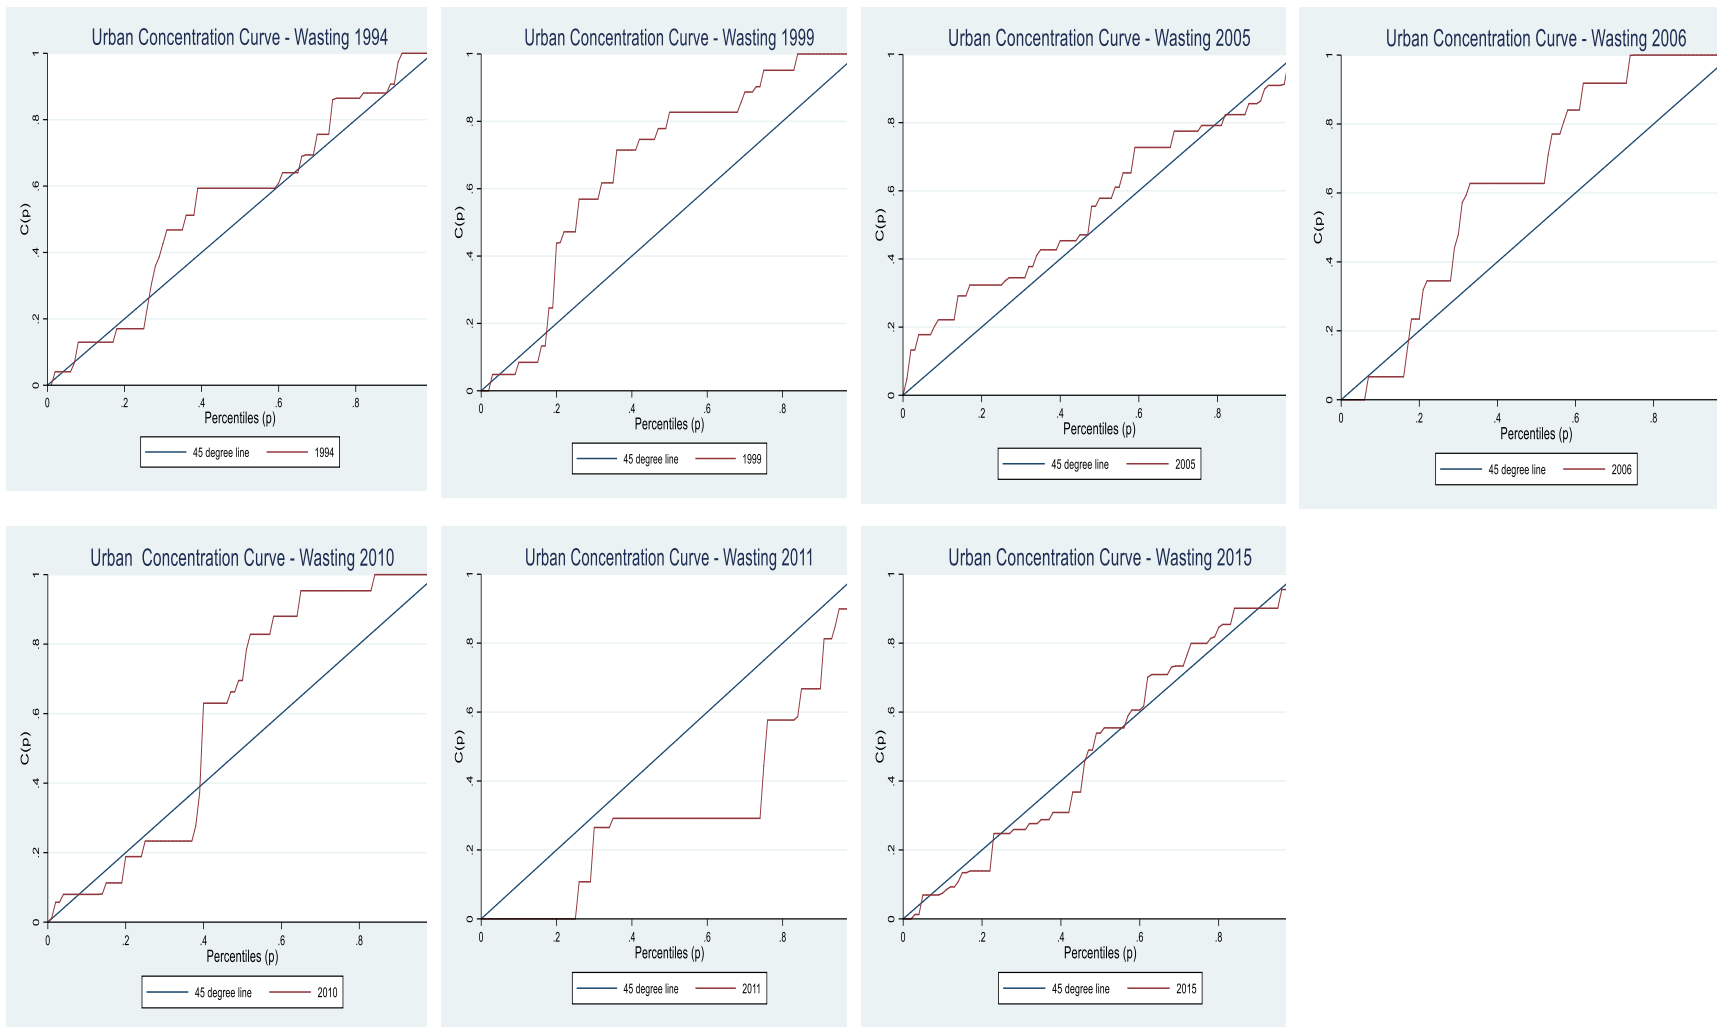 Urban Concentration Curve - Wasting 1994
1
.8
.6
.4
.2
0
C(p)
0 .2 .4 .6 .8
Percentiles (p)
45 degree line 1994
Urban Concentration Curve - Wasting 1999
1
.8
.6
.4
.2
0
C(p)
0 .2 .4 .6 .8
Percentiles (p)
45 degree line 1999
Urban Concentration Curve - Wasting 2005
1
.8
.6
.4
.2
0
C(p)
0 .2 .4 .6 .8
Percentiles (p)
45 degree line 2005
Urban Concentration Curve - Wasting 2006
1
.8
.6
.4
.2
0
C(p)
0 .2 .4 .6 .8
Percentiles (p)
45 degree line 2006
Urban Concentration Curve - Wasting 2010
1
.8
.6
.4
.2
0
C(p)
0 .2 .4 .6 .8
Percentiles (p)
45 degree line 2010
Urban Concentration Curve - Wasting 2011
1
.8
.6
.4
.2
0
C(p)
0 .2 .4 .6 .8
Percentiles (p)
45 degree line 2011
Urban Concentration Curve - Wasting 2015
1
.8
.6
.4
.2
0
C(p)
0 .2 .4 .6 .8
Percentiles (p)
45 degree line 2015